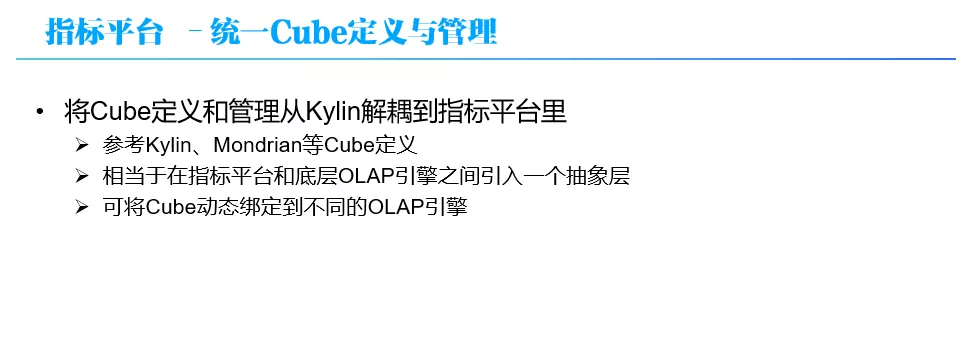 指标平台 -统一Cube定义与管理
• 将Cube定义和管理从Kylin解耦到指标平台里
➢ 参考Kylin、Mondrian等Cube定义
➢ 相当于在指标平台和底层OLAP引擎之间引入一个抽象层
➢ 可将Cube动态绑定到不同的OLAP引擎